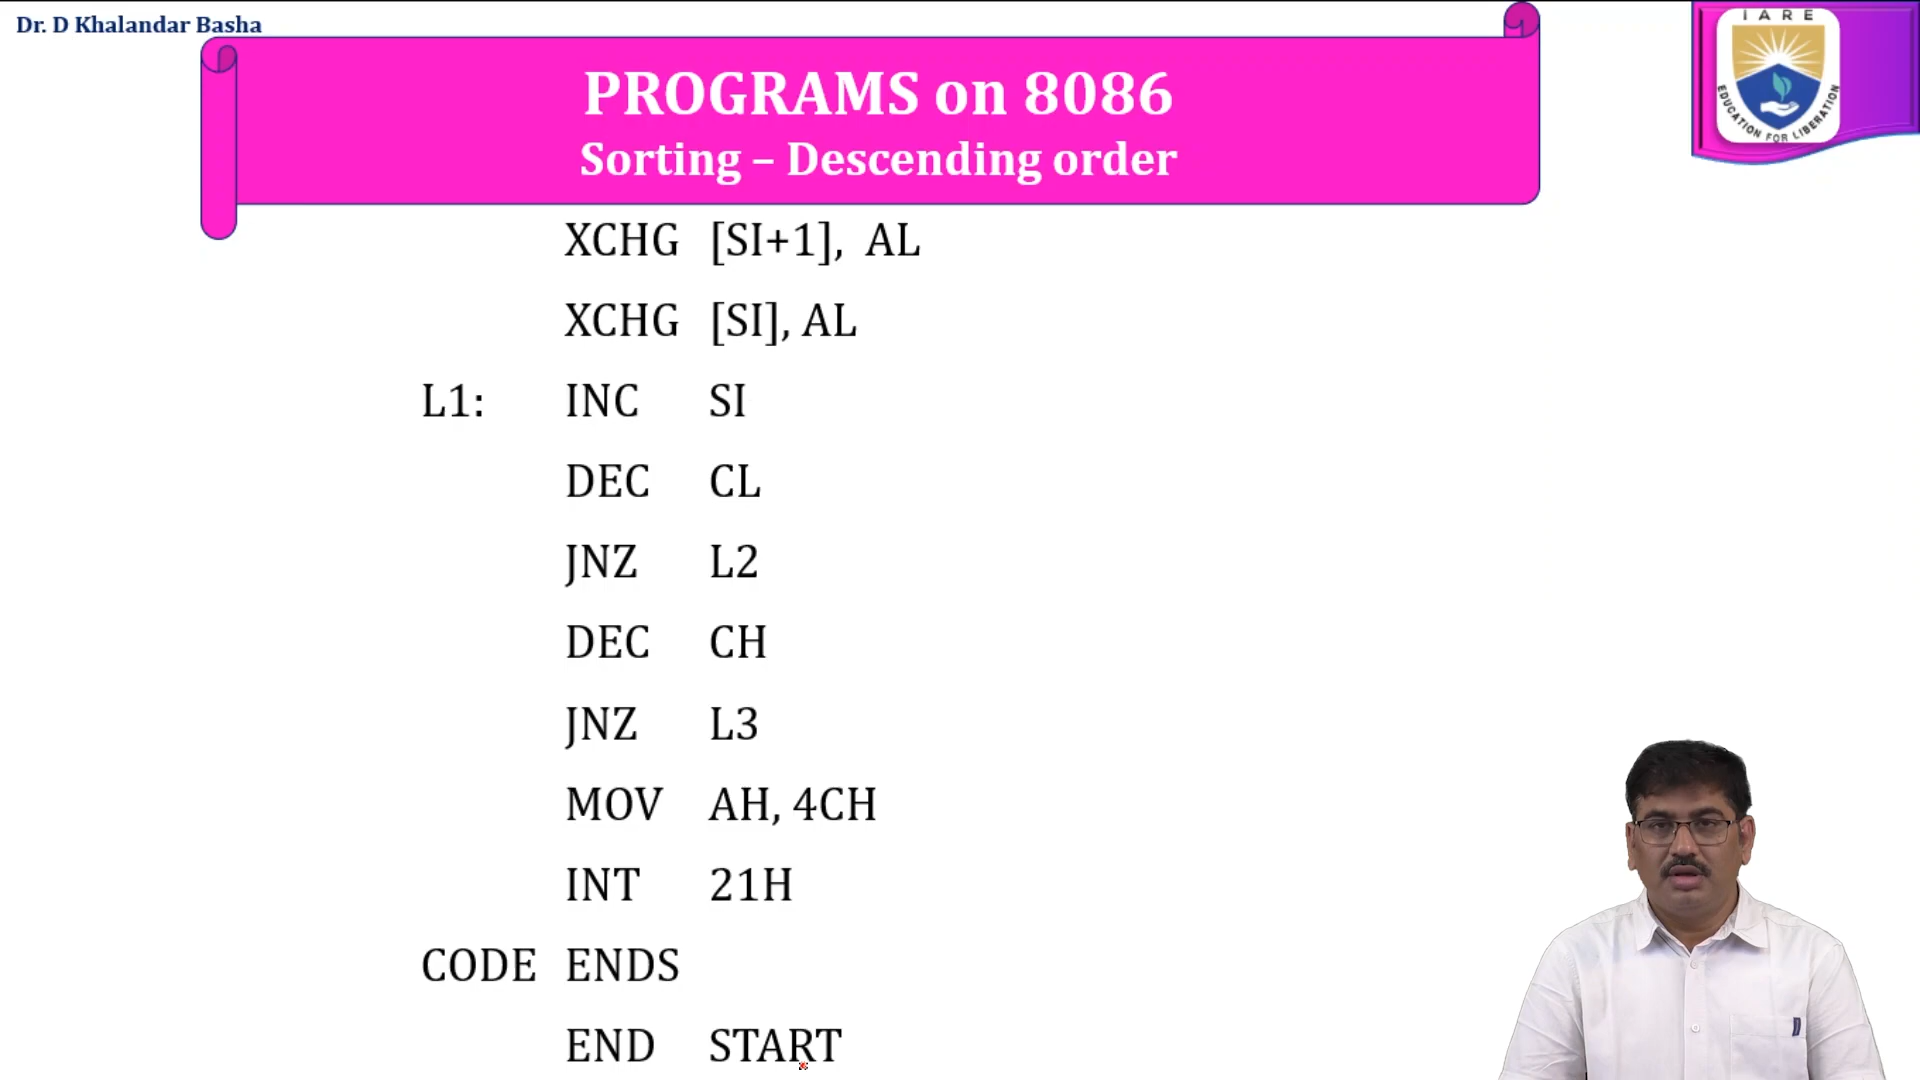 Dr. D Khalandar Basha
IARE
EDUCATION FOR LIBERATION
PROGRAMS on 8086
Sorting – Descending order
XCHG [SI+1], AL
XCHG [SI], AL
L1: INC SI
DEC CL
JNZ L2
DEC CH
JNZ L3
MOV AH, 4CH
INT 21H
CODE ENDS
END START